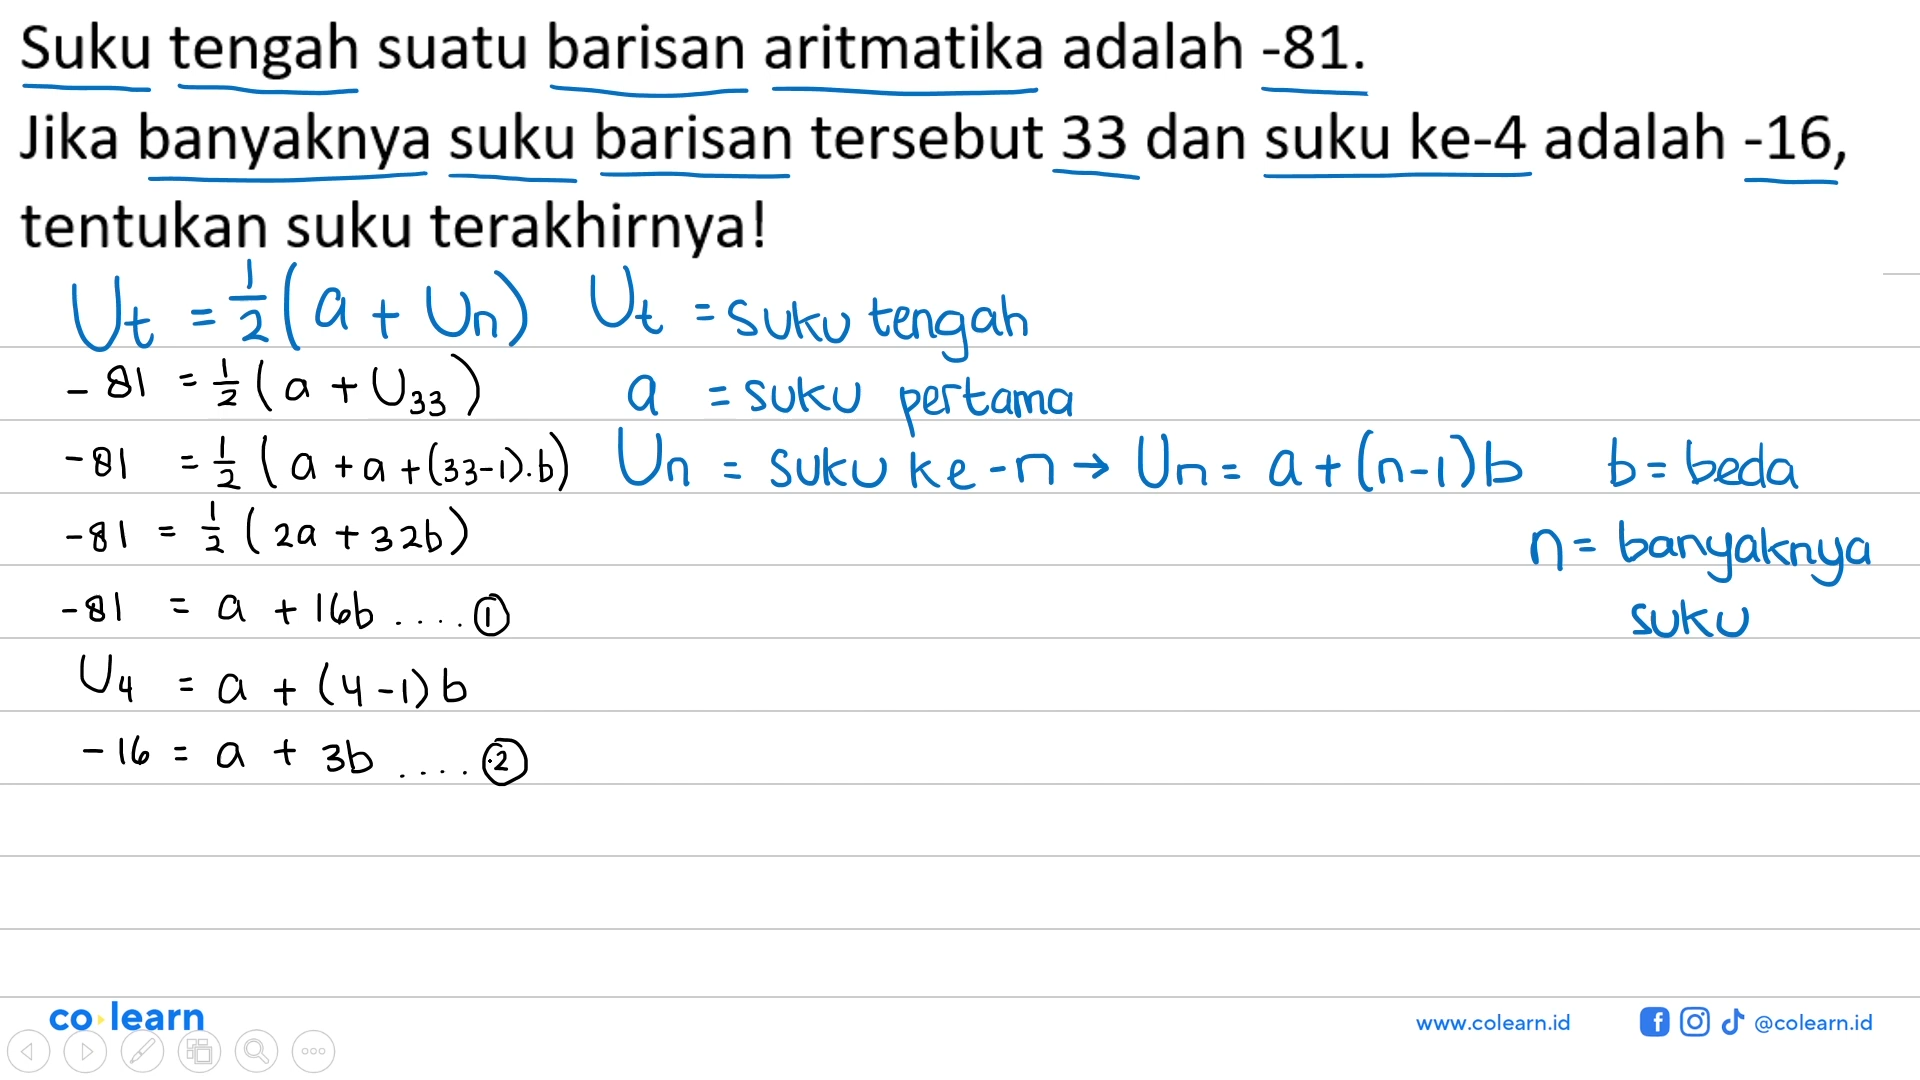 Suku tengah suatu barisan aritmatika adalah -81.
Jika banyaknya suku barisan tersebut 33 dan suku ke-4 adalah -16,
tentukan suku terakhirnya!
Ut = 1/2 (a + Un) Ut = suku tengah
-81 = 1/2 (a + U33) a = suku pertama
-81 = 1/2 (a + a + (33-1).b) Un = suku ke-n → Un = a + (n-1)b b = beda
-81 = 1/2 (2a + 32b) n = banyaknya
-81 = a + 16b .... ① suku
U4 = a + (4-1)b
-16 = a + 3b .... ②
co learn
www.colearn.id @colearn.id